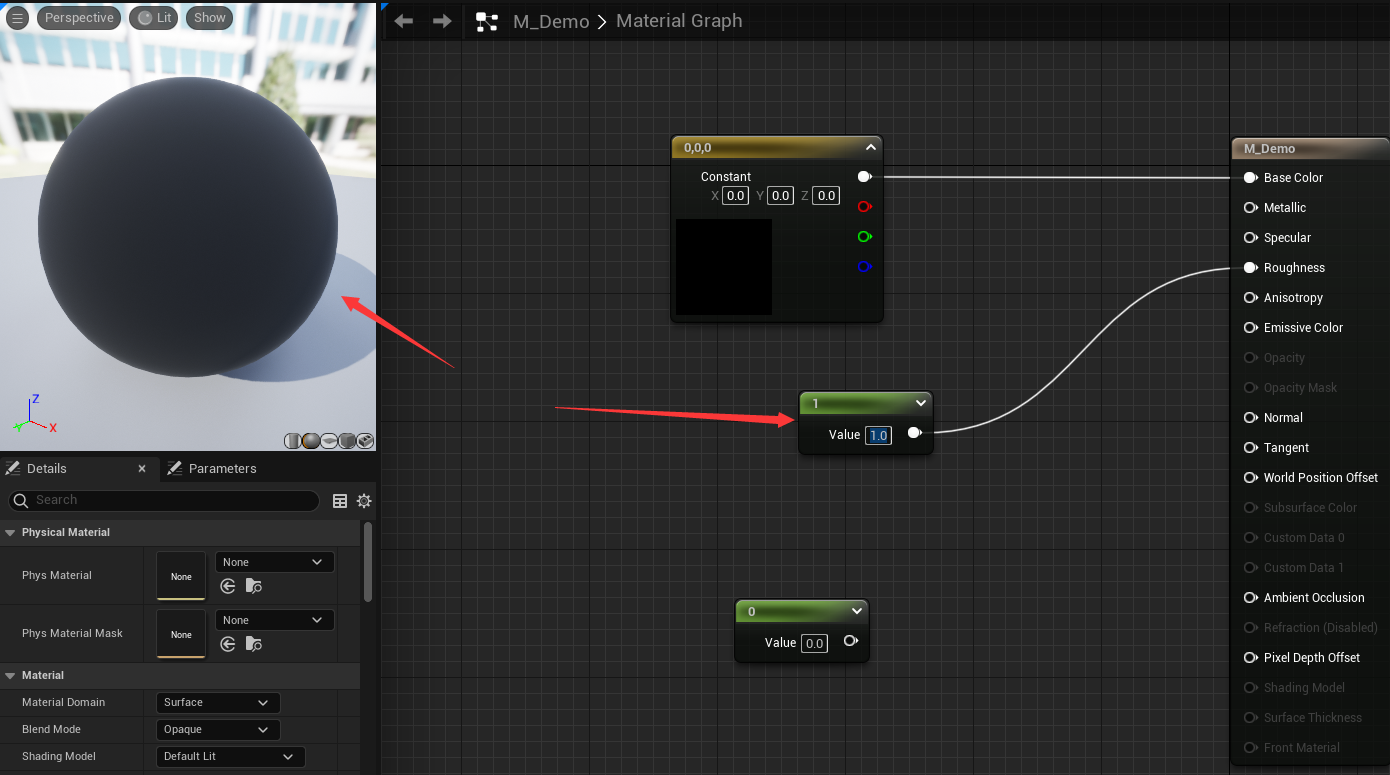 Perspective
Lit
Show
Z
Y
X
Details
Parameters
Search
Physical Material
Phys Material
None
None
Phys Material Mask
None
None
Material
Material Domain
Surface
Blend Mode
Opaque
Shading Model
Default Lit
M_Demo > Material Graph
0,0,0
Constant
X 0.0 Y 0.0 Z 0.0
1
Value 1.0
0
Value 0.0
M_Demo
Base Color
Metallic
Specular
Roughness
Anisotropy
Emissive Color
Opacity
Opacity Mask
Normal
Tangent
World Position Offset
Subsurface Color
Custom Data 0
Custom Data 1
Ambient Occlusion
Refraction (Disabled)
Pixel Depth Offset
Shading Model
Surface Thickness
Front Material